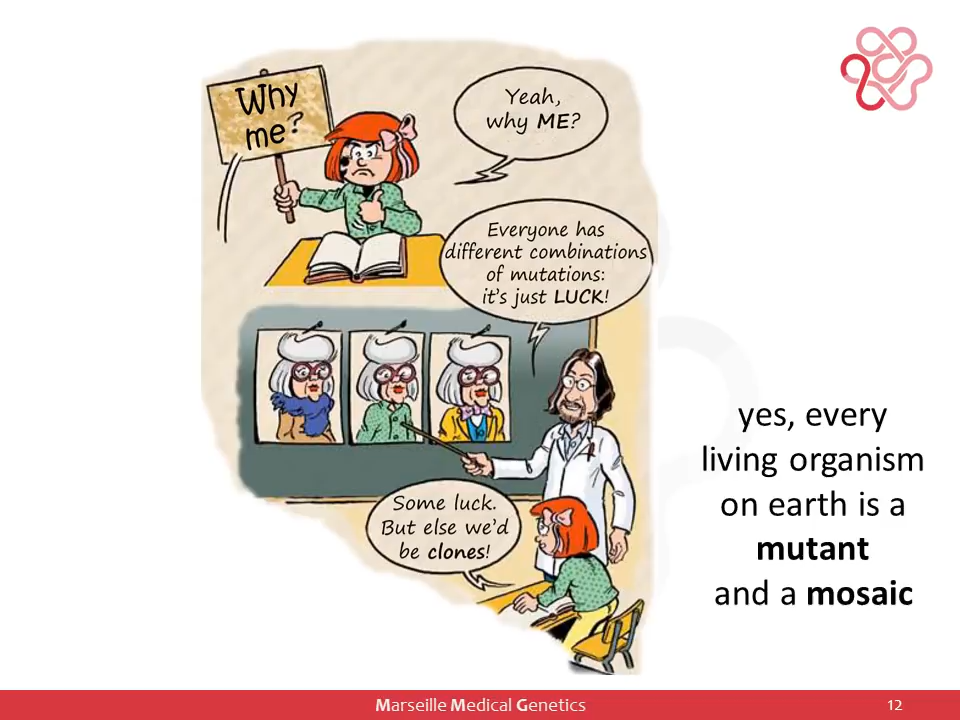 Why
me?
Yeah,
why ME?
Everyone has
different combinations
of mutations:
it's just LUCK!
Some luck.
But else we'd
be clones!
yes, every
living organism
on earth is a
mutant
and a mosaic
Marseille Medical Genetics
12